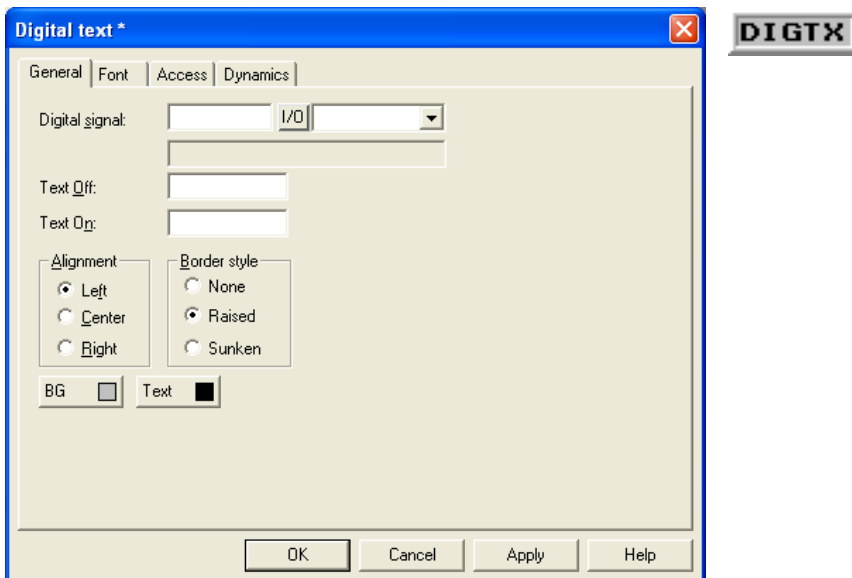 Digital text *
DIGTX
General Font Access Dynamics
Digital signal: I/O
Text Off:
Text On:
Alignment Border style
Left None
Center Raised
Right Sunken
BG Text
OK Cancel Apply Help